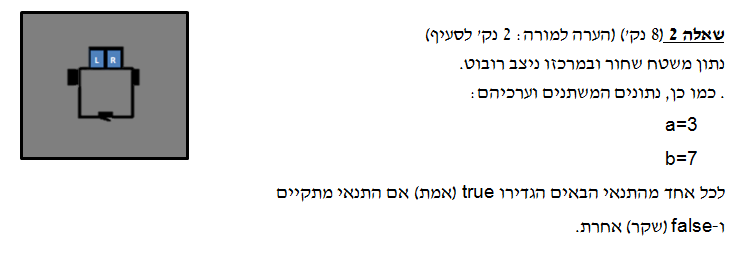 שאלה 2 (8 נק') (הערה למורה: 2 נק' לסעיף)
נתון משטח שחור ובמרכזו ניצב רובוט.
. כמו כן, נתונים המשתנים וערכיהם:
a=3
b=7
לכל אחד מהתנאי הבאים הגדירו true (אמת) אם התנאי מתקיים
ו-false (שקר) אחרת.
L R